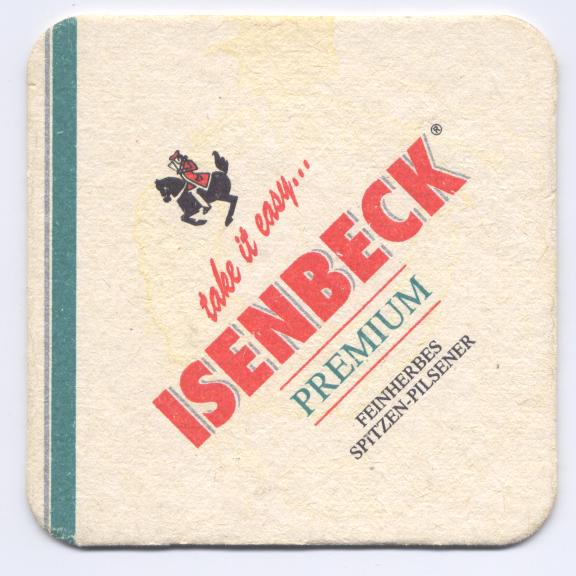 take it easy...
ISENBECK®
PREMIUM
FEINHERBES
SPITZEN-PILSENER